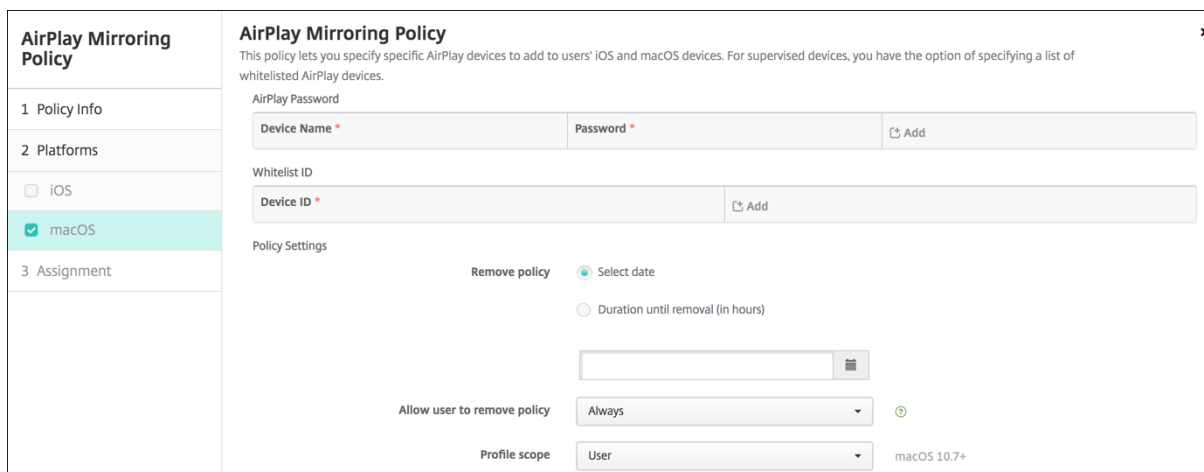 AirPlay Mirroring
Policy
1 Policy Info
2 Platforms
iOS
macOS
3 Assignment
AirPlay Mirroring Policy
This policy lets you specify specific AirPlay devices to add to users' iOS and macOS devices. For supervised devices, you have the option of specifying a list of
whitelisted AirPlay devices.
AirPlay Password
Device Name * Password * Add
Whitelist ID
Device ID * Add
Policy Settings
Remove policy Select date
Duration until removal (in hours)
Allow user to remove policy Always
Profile scope User macOS 10.7+